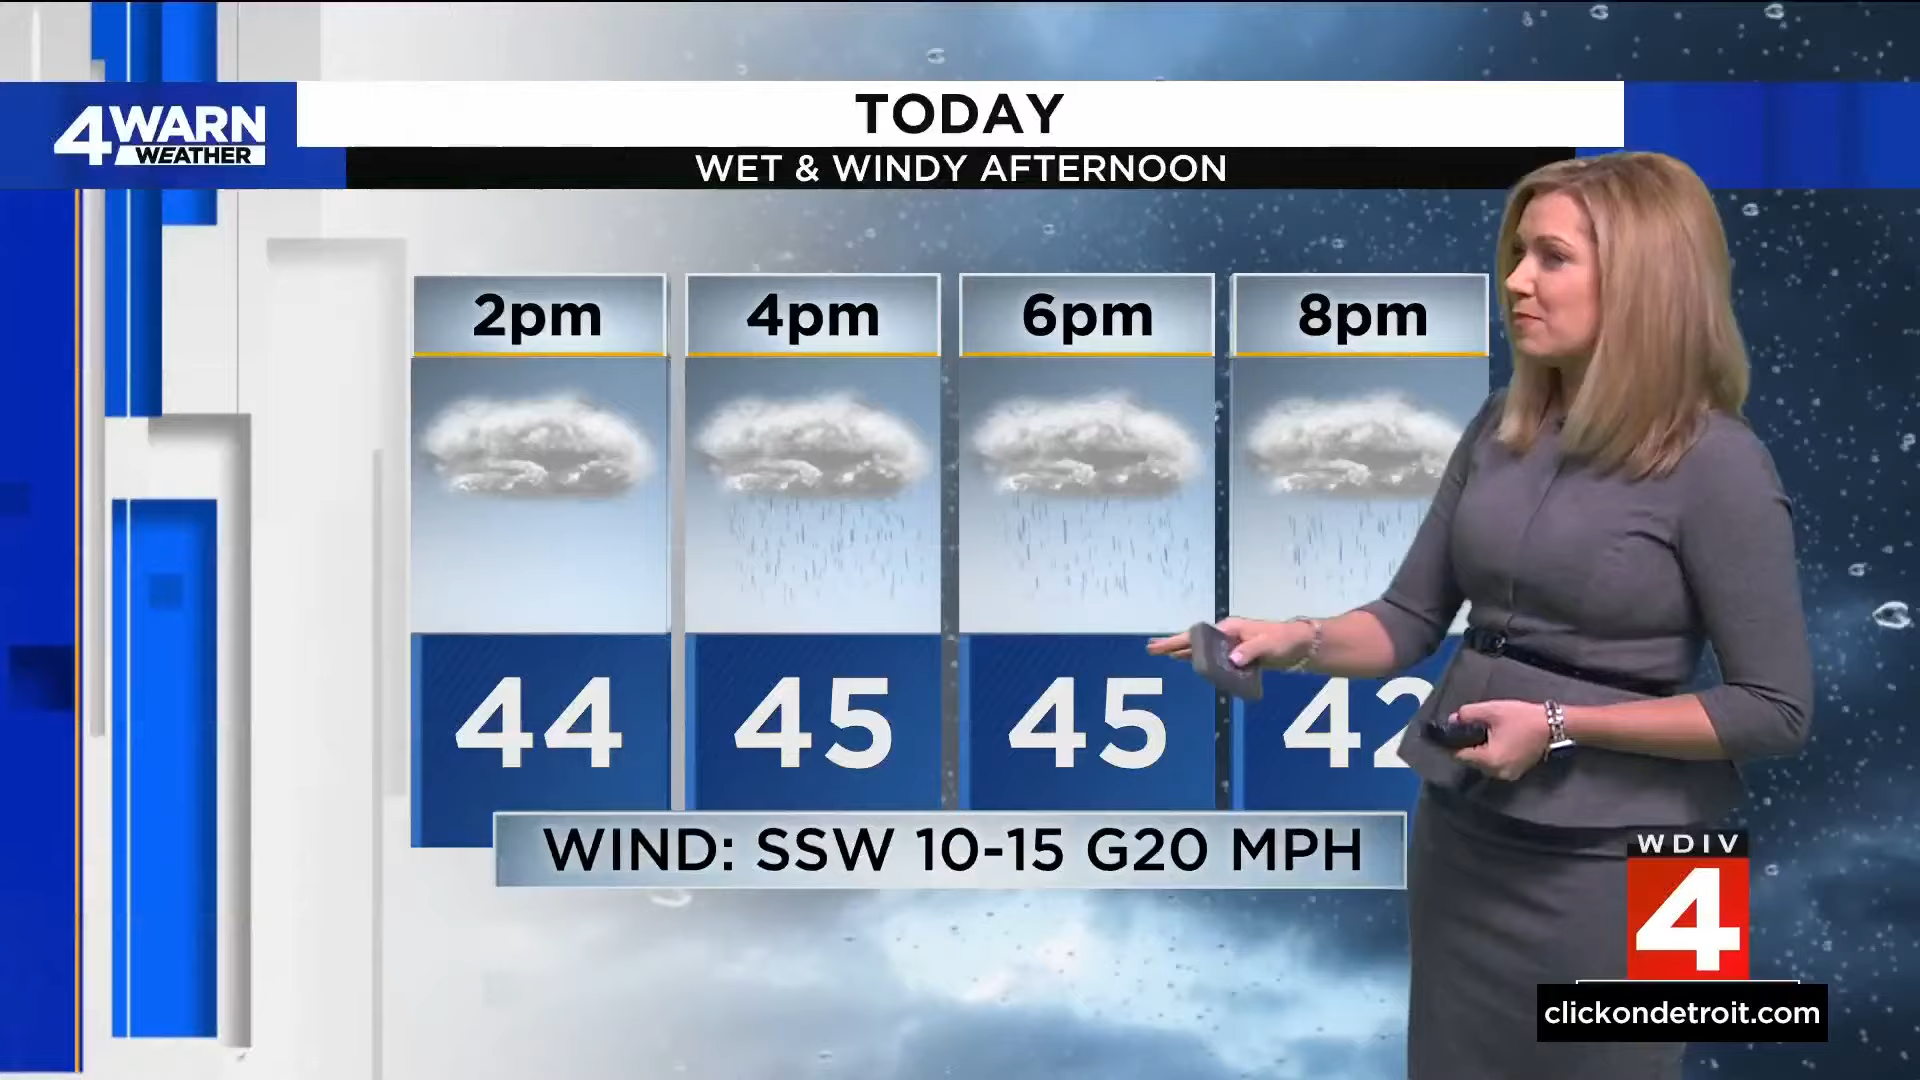 4WARN
WEATHER
TODAY
WET & WINDY AFTERNOON
2pm 4pm 6pm 8pm
44 45 45 42
WIND: SSW 10-15 G20 MPH
WDIV
4
clickondetroit.com